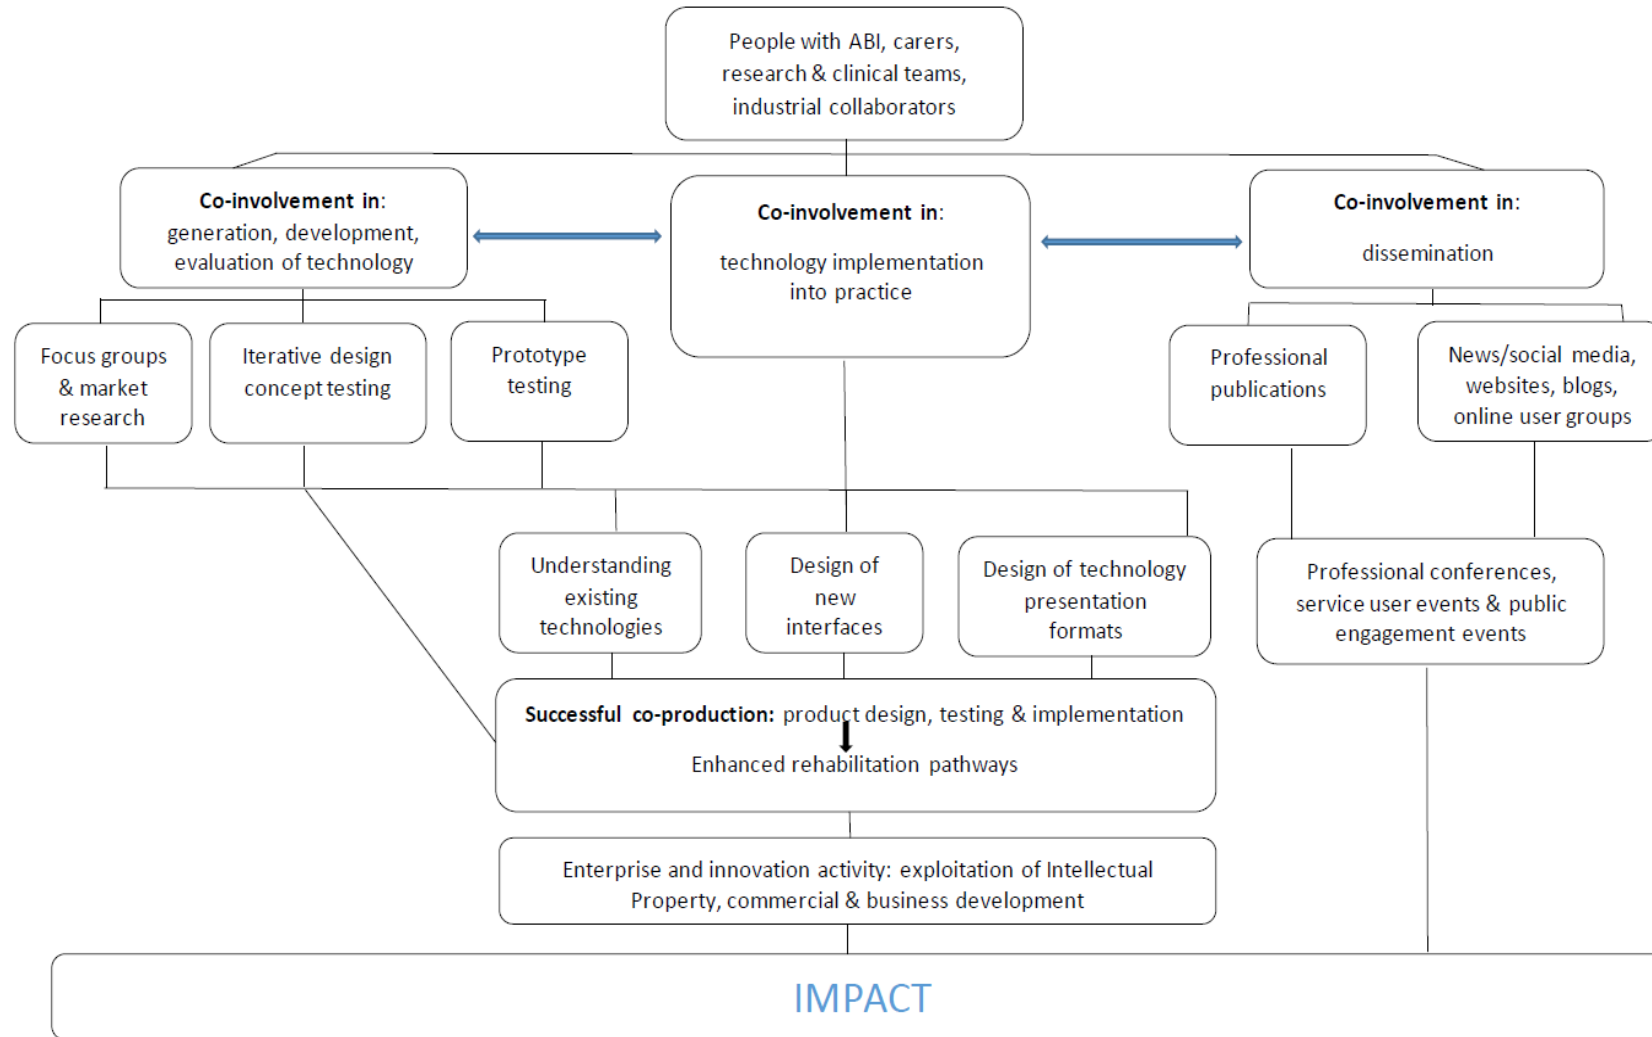 People with ABI, carers,
research & clinical teams,
industrial collaborators
Co-involvement in:
generation, development,
evaluation of technology
Co-involvement in:
technology implementation
into practice
Co-involvement in:
dissemination
Focus groups
& market
research
Iterative design
concept testing
Prototype
testing
Professional
publications
News/social media,
websites, blogs,
online user groups
Understanding
existing
technologies
Design of
new
interfaces
Design of technology
presentation
formats
Professional conferences,
service user events & public
engagement events
Successful co-production: product design, testing & implementation
Enhanced rehabilitation pathways
Enterprise and innovation activity: exploitation of Intellectual
Property, commercial & business development
IMPACT